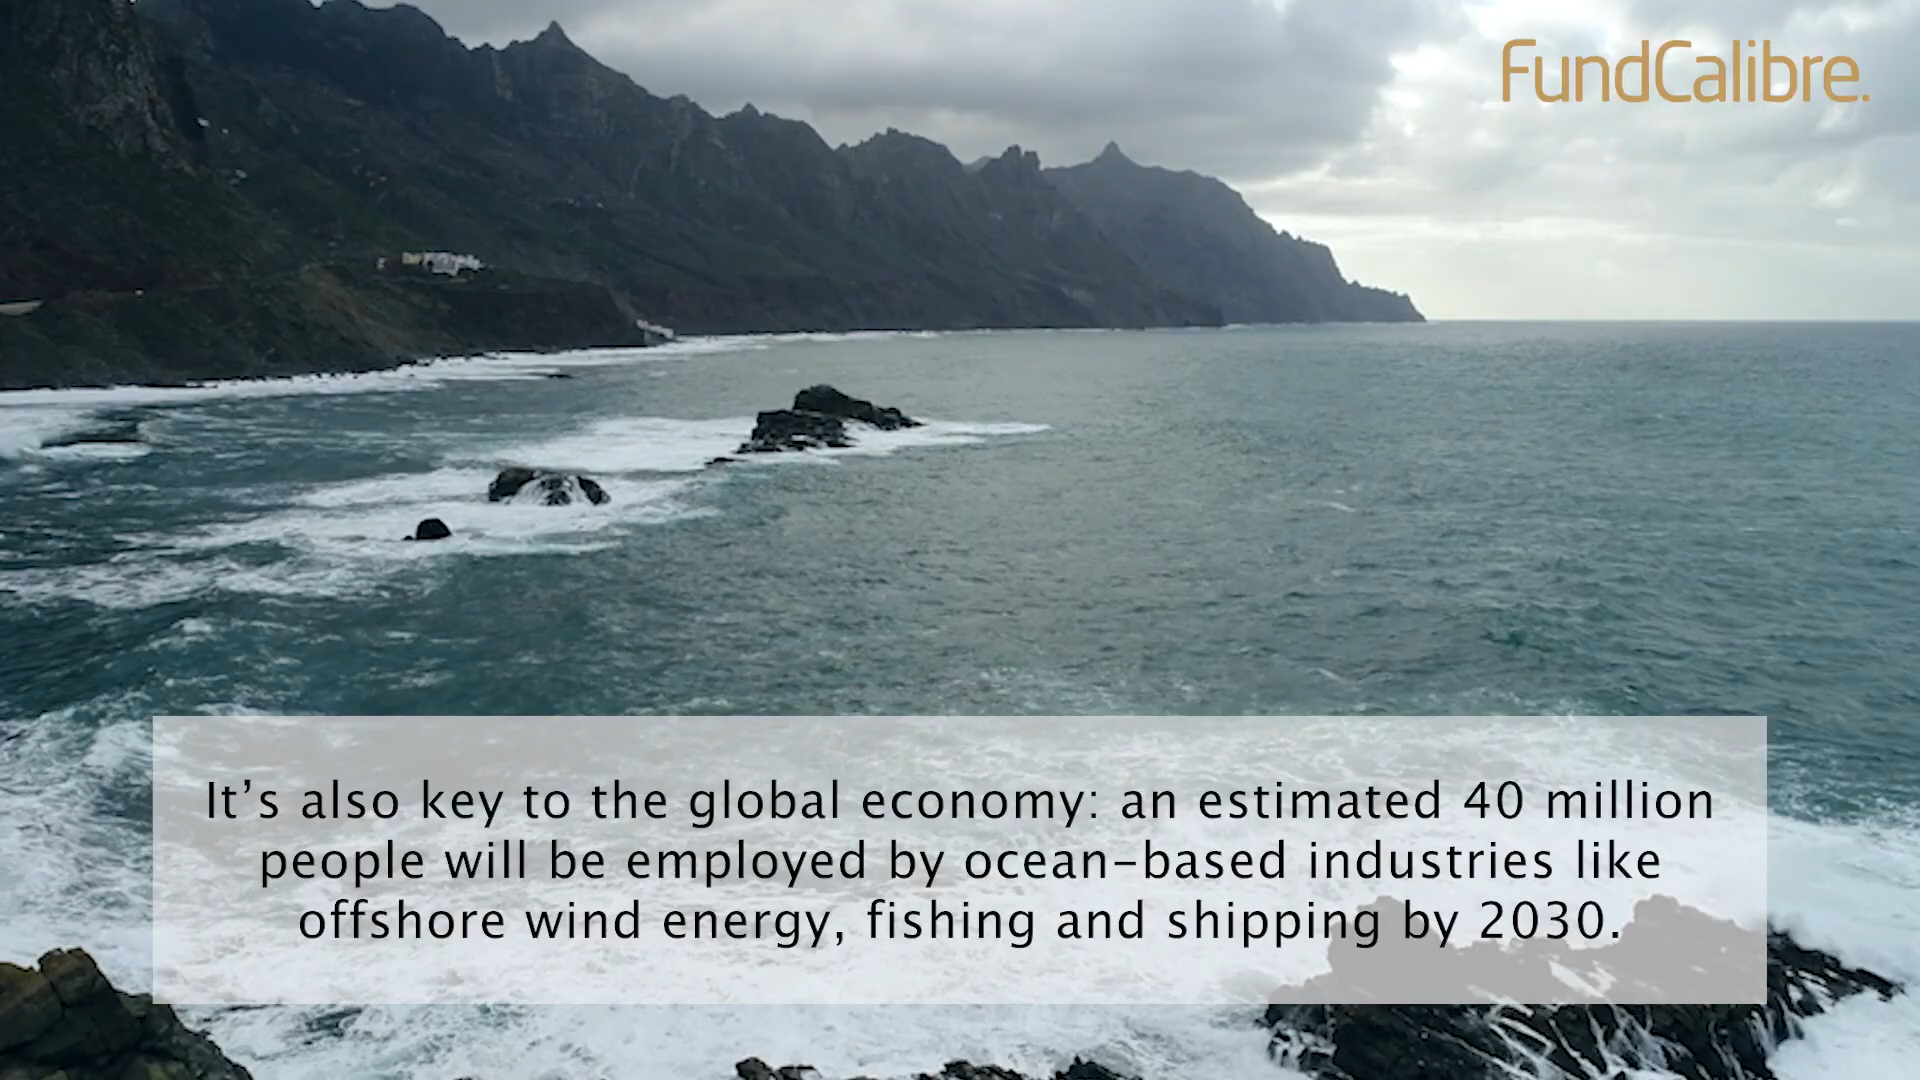 FundCalibre.
It’s also key to the global economy: an estimated 40 million
people will be employed by ocean-based industries like
offshore wind energy, fishing and shipping by 2030.